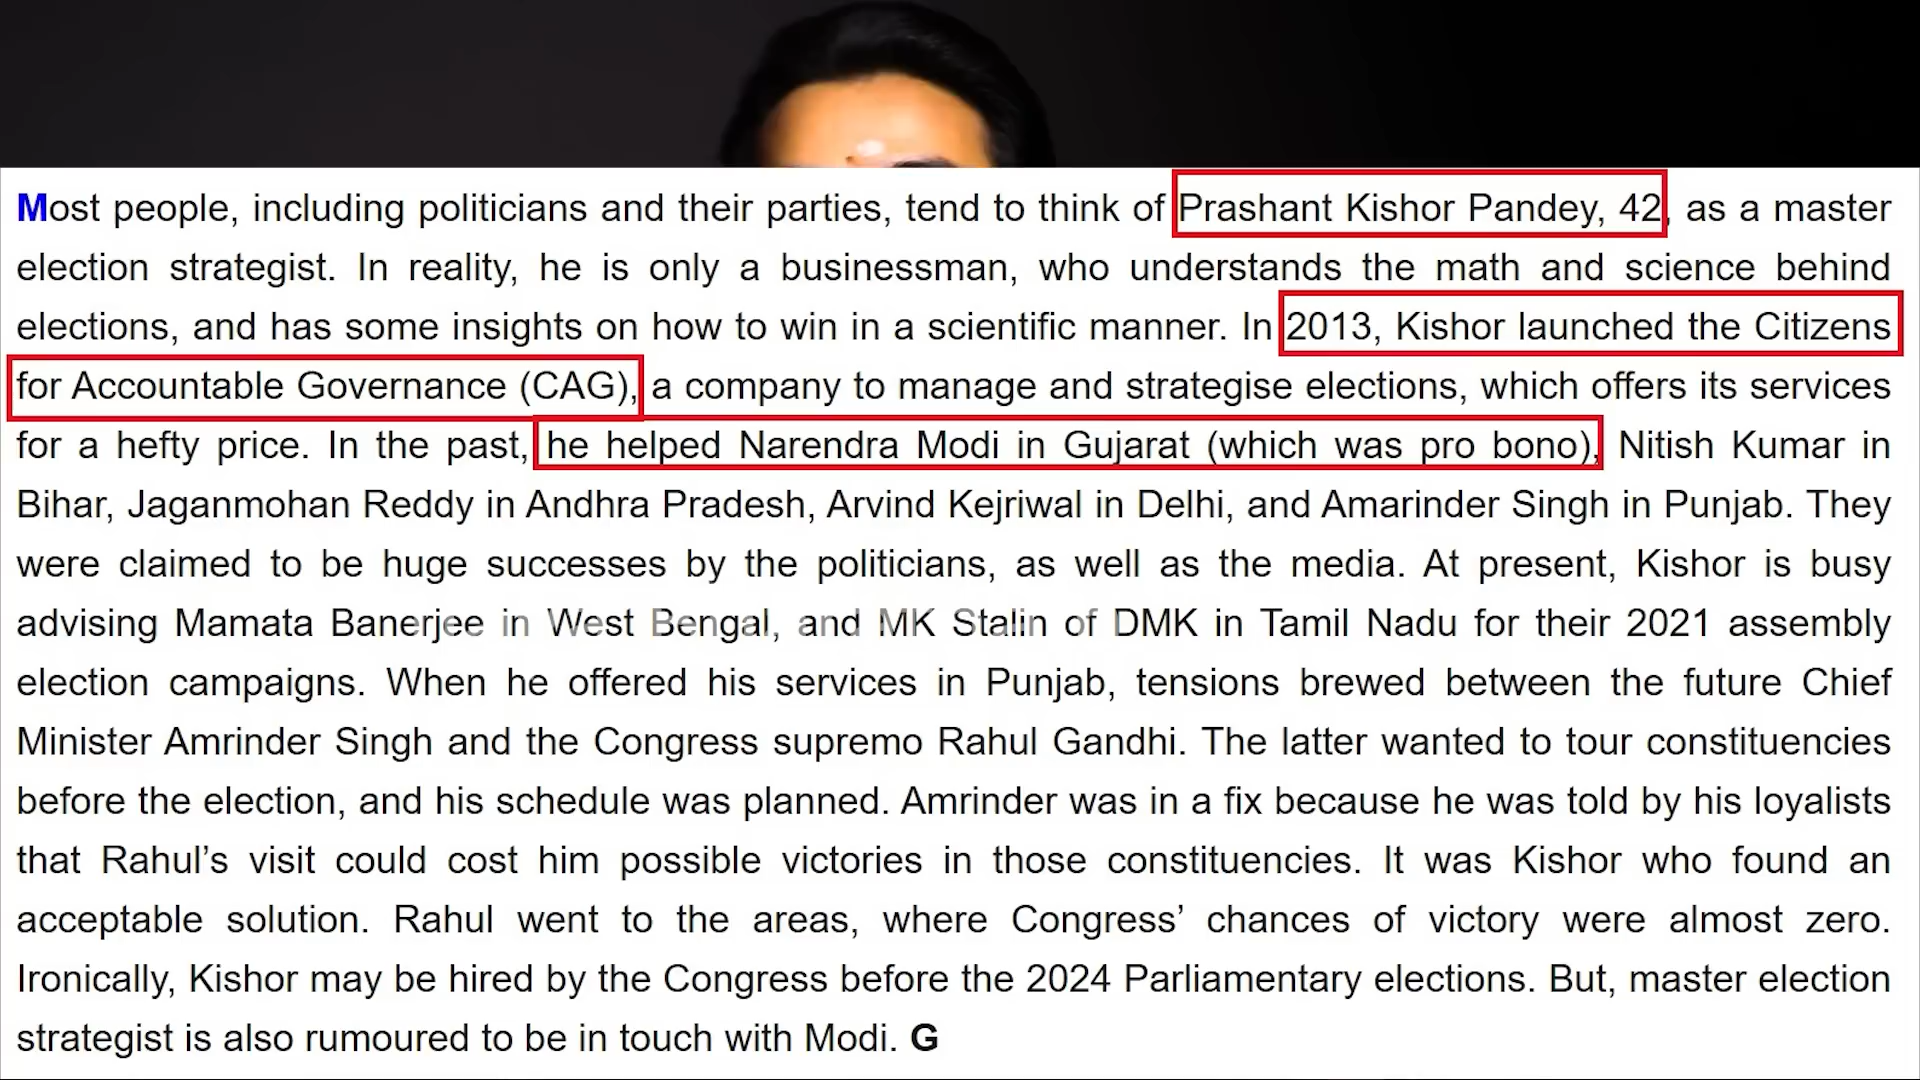 Most people, including politicians and their parties, tend to think of Prashant Kishor Pandey, 42, as a master
election strategist. In reality, he is only a businessman, who understands the math and science behind
elections, and has some insights on how to win in a scientific manner. In 2013, Kishor launched the Citizens
for Accountable Governance (CAG), a company to manage and strategise elections, which offers its services
for a hefty price. In the past, he helped Narendra Modi in Gujarat (which was pro bono), Nitish Kumar in
Bihar, Jaganmohan Reddy in Andhra Pradesh, Arvind Kejriwal in Delhi, and Amarinder Singh in Punjab. They
were claimed to be huge successes by the politicians, as well as the media. At present, Kishor is busy
advising Mamata Banerjee in West Bengal, and MK Stalin of DMK in Tamil Nadu for their 2021 assembly
election campaigns. When he offered his services in Punjab, tensions brewed between the future Chief
Minister Amrinder Singh and the Congress supremo Rahul Gandhi. The latter wanted to tour constituencies
before the election, and his schedule was planned. Amrinder was in a fix because he was told by his loyalists
that Rahul’s visit could cost him possible victories in those constituencies. It was Kishor who found an
acceptable solution. Rahul went to the areas, where Congress’ chances of victory were almost zero.
Ironically, Kishor may be hired by the Congress before the 2024 Parliamentary elections. But, master election
strategist is also rumoured to be in touch with Modi. G